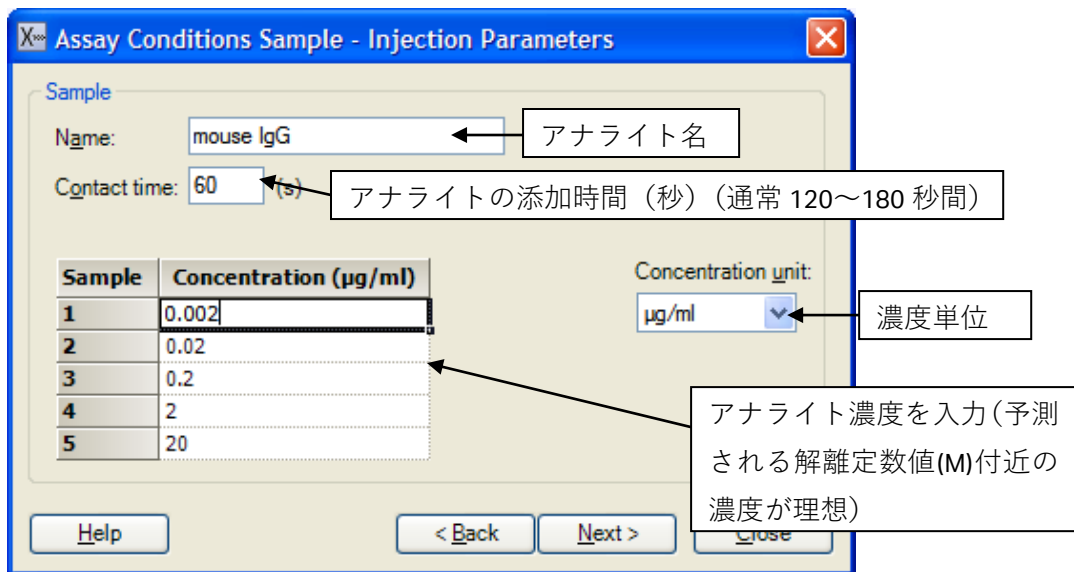 Assay Conditions Sample - Injection Parameters
Sample
Name: mouse IgG
アナライト名
Contact time: 60 (s)
アナライトの添加時間（秒）（通常 120～180 秒間）
Sample Concentration (µg/ml)
1 0.002
2 0.02
3 0.2
4 2
5 20
Concentration unit:
µg/ml
濃度単位
アナライト濃度を入力（予測
される解離定数値(M)付近の
濃度が理想）
Help < Back Next > Close